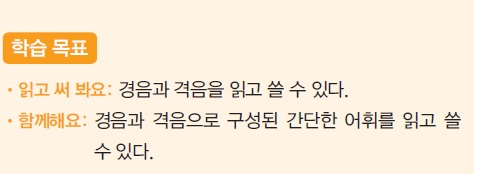 학습 목표
• 읽고 써 봐요: 경음과 격음을 읽고 쓸 수 있다.
• 함께해요: 경음과 격음으로 구성된 간단한 어휘를 읽고 쓸
수 있다.